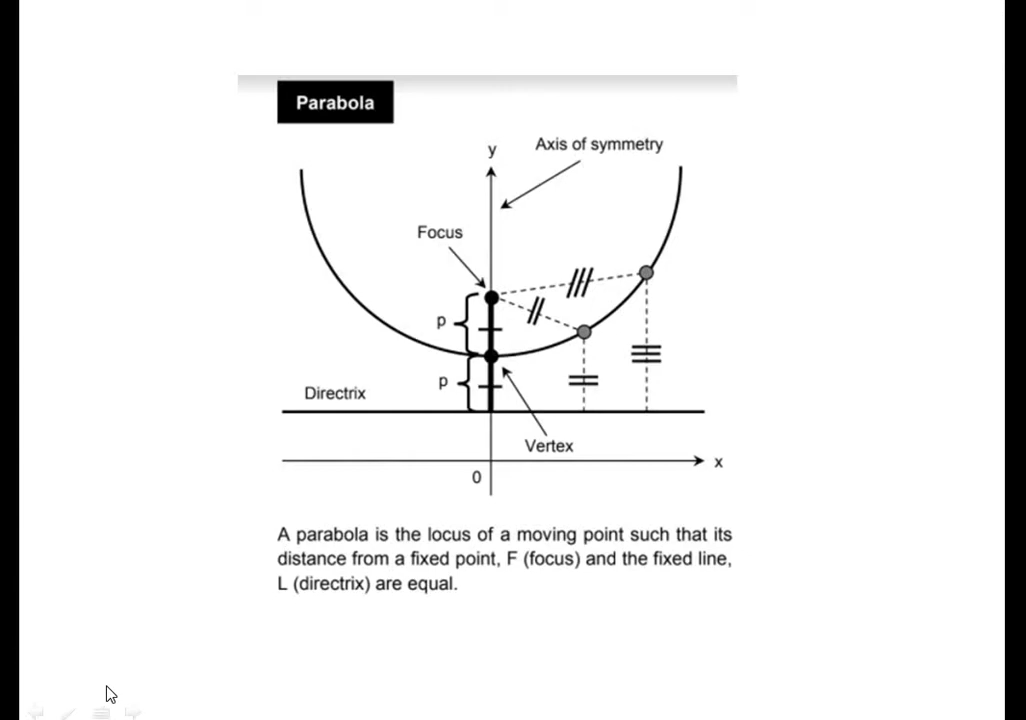 Parabola
y
Axis of symmetry
Focus
p
p
Directrix
Vertex
x
0
A parabola is the locus of a moving point such that its
distance from a fixed point, F (focus) and the fixed line,
L (directrix) are equal.